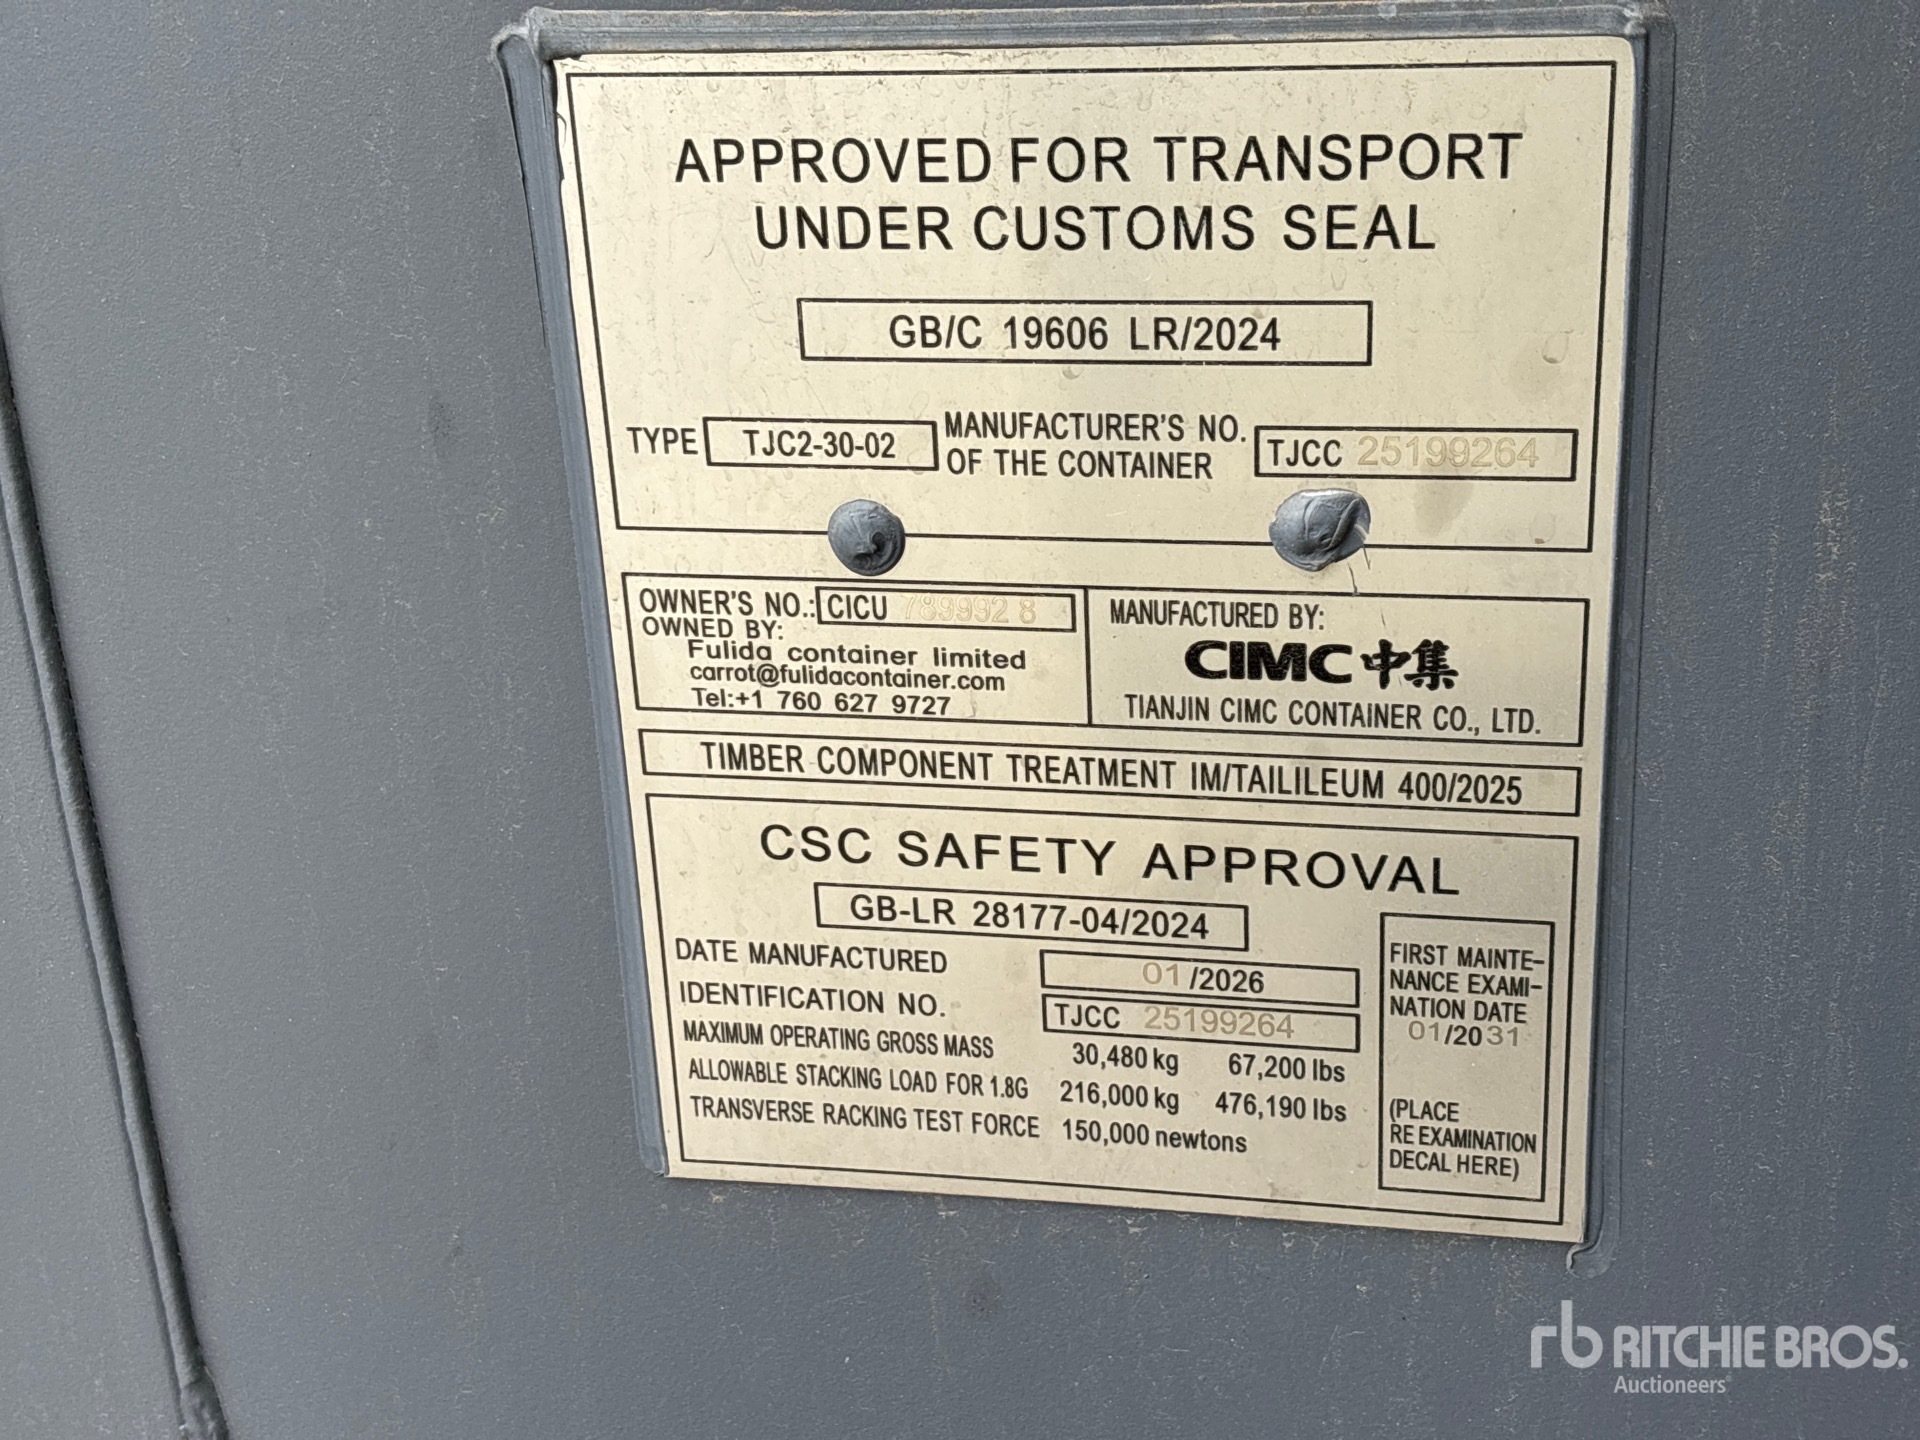 APPROVED FOR TRANSPORT
UNDER CUSTOMS SEAL
GB/C 19606 LR/2024
TYPE TJC2-30-02 MANUFACTURER'S NO. OF THE CONTAINER TJCC 25199264
OWNER'S NO.: CICU 789992 8
OWNED BY:
Fulida container limited
carrot@fulidacontainer.com
Tel:+1 760 627 9727
MANUFACTURED BY:
CIMC 中集
TIANJIN CIMC CONTAINER CO., LTD.
TIMBER COMPONENT TREATMENT IM/TAILILEUM 400/2025
CSC SAFETY APPROVAL
GB-LR 28177-04/2024
DATE MANUFACTURED 01/2026
IDENTIFICATION NO. TJCC 25199264
MAXIMUM OPERATING GROSS MASS 30,480 kg 67,200 lbs
ALLOWABLE STACKING LOAD FOR 1.8G 216,000 kg 476,190 lbs
TRANSVERSE RACKING TEST FORCE 150,000 newtons
FIRST MAINTE-
NANCE EXAMI-
NATION DATE
01/2031
(PLACE
RE EXAMINATION
DECAL HERE)
rb RITCHIE BROS.
Auctioneers